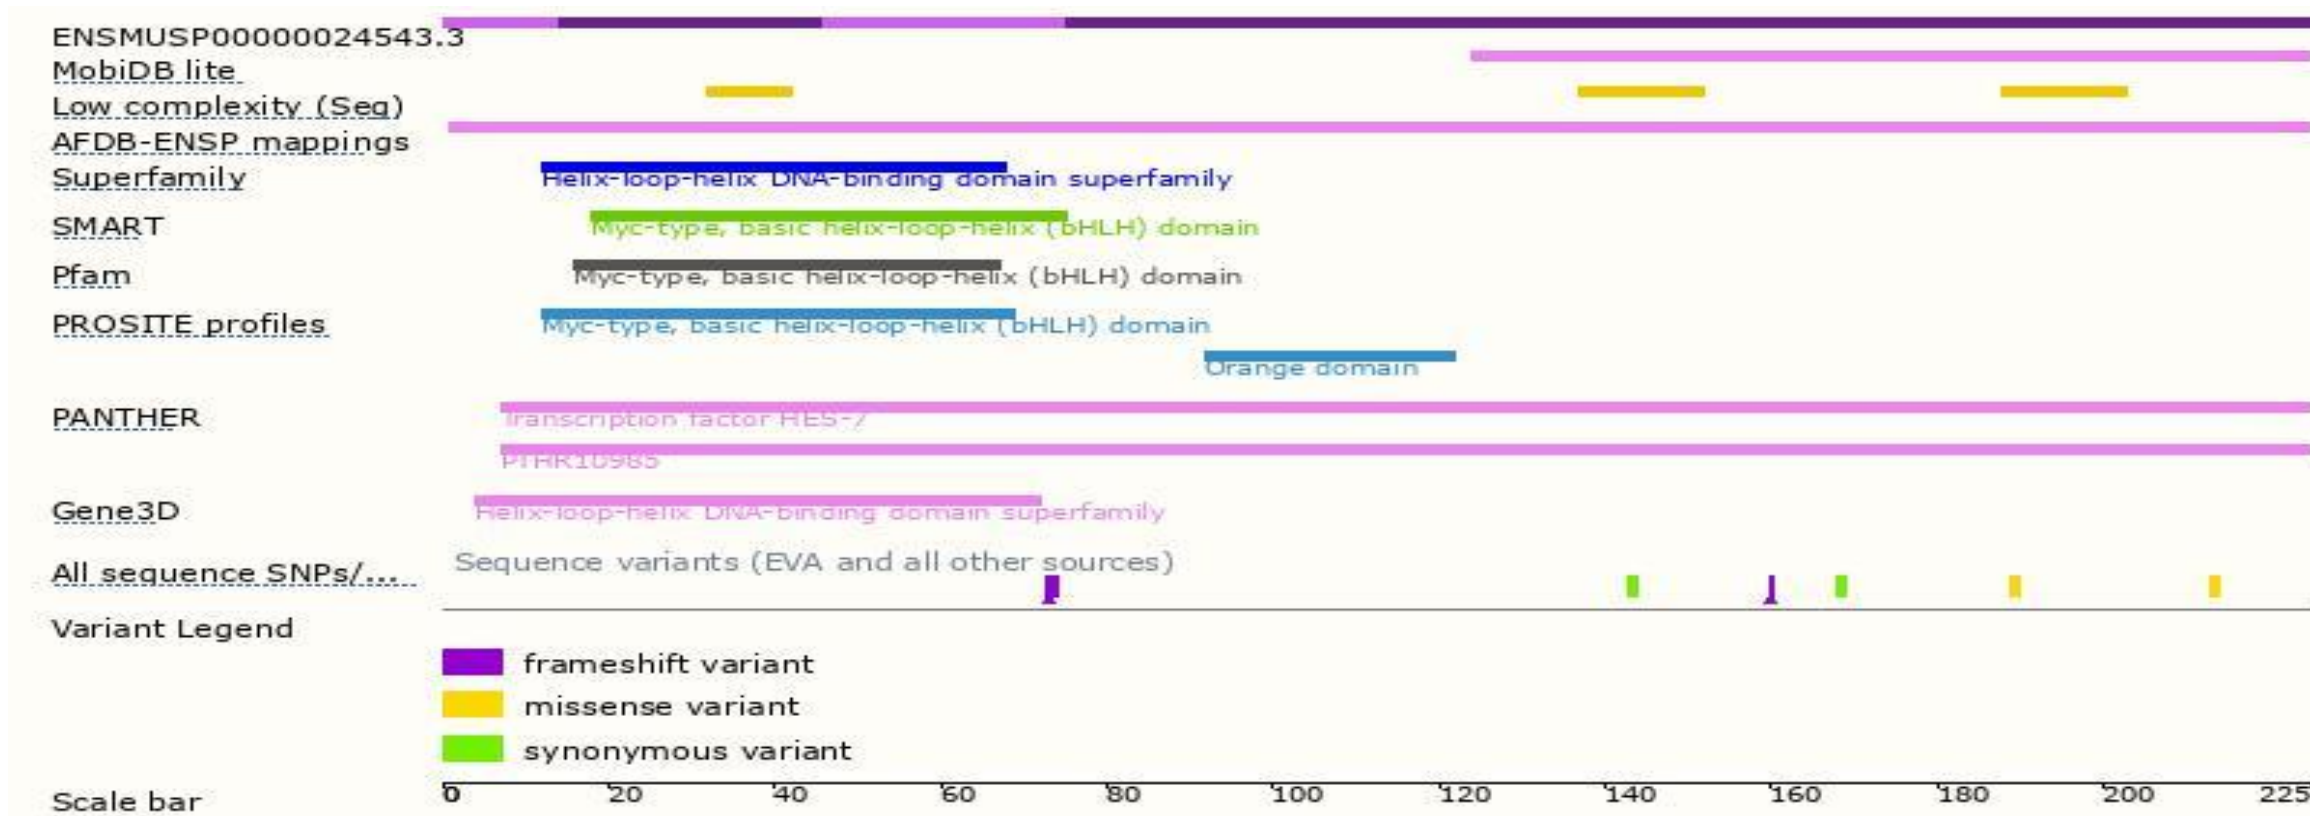 ENSMUSP00000024543.3
MobiDB lite
Low complexity (Seg)
AFDB-ENSP mappings
Superfamily
Helix-loop-helix DNA-binding domain superfamily
SMART
Myc-type, basic helix-loop-helix (bHLH) domain
Pfam
Myc-type, basic helix-loop-helix (bHLH) domain
PROSITE profiles
Myc-type, basic helix-loop-helix (bHLH) domain
Orange domain
PANTHER
Transcription factor HES-7
PTHR10985
Gene3D
Helix-loop-helix DNA-binding domain superfamily
All sequence SNPs/...
Sequence variants (EVA and all other sources)
Variant Legend
frameshift variant
missense variant
synonymous variant
Scale bar
0 20 40 60 80 100 120 140 160 180 200 225